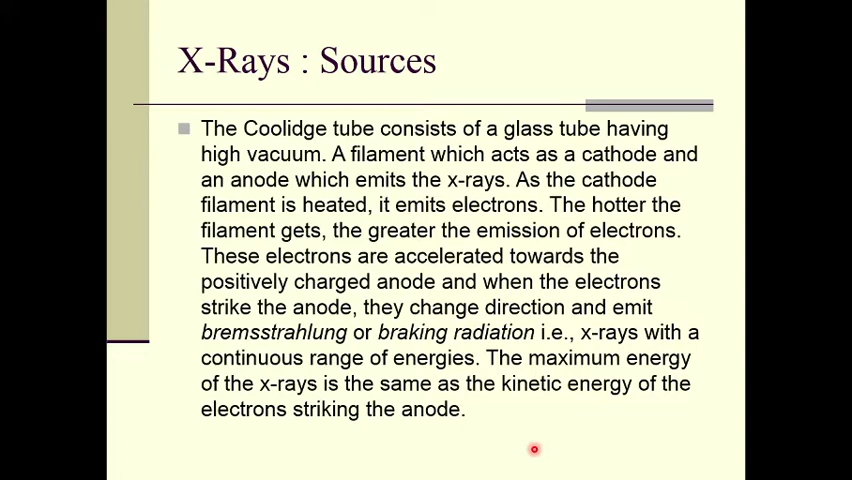 X-Rays : Sources
The Coolidge tube consists of a glass tube having
high vacuum. A filament which acts as a cathode and
an anode which emits the x-rays. As the cathode
filament is heated, it emits electrons. The hotter the
filament gets, the greater the emission of electrons.
These electrons are accelerated towards the
positively charged anode and when the electrons
strike the anode, they change direction and emit
bremsstrahlung or braking radiation i.e., x-rays with a
continuous range of energies. The maximum energy
of the x-rays is the same as the kinetic energy of the
electrons striking the anode.